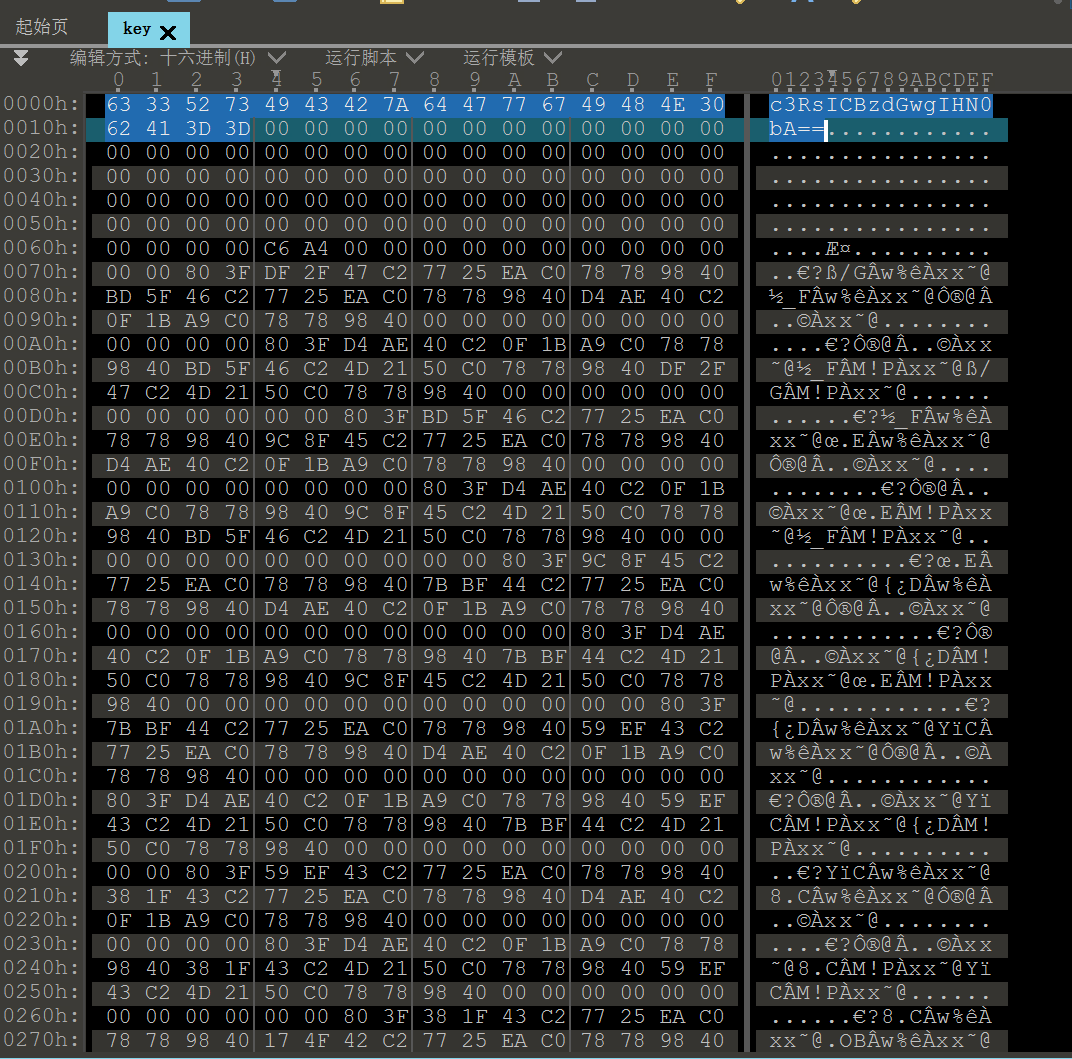 起始页
key ×
编辑方式: 十六进制(H) 运行脚本 运行模板
0 1 2 3 4 5 6 7 8 9 A B C D E F 0123456789ABCDEF
0000h: 63 33 52 73 49 43 42 7A 64 47 77 67 49 48 4E 30 c3RsICBzdGwgIHN0
0010h: 62 41 3D 3D 00 00 00 00 00 00 00 00 00 00 00 00 bA==............
0020h: 00 00 00 00 00 00 00 00 00 00 00 00 00 00 00 00 ................
0030h: 00 00 00 00 00 00 00 00 00 00 00 00 00 00 00 00 ................
0040h: 00 00 00 00 00 00 00 00 00 00 00 00 00 00 00 00 ................
0050h: 00 00 00 00 00 00 00 00 00 00 00 00 00 00 00 00 ................
0060h: 00 00 00 00 C6 A4 00 00 00 00 00 00 00 00 00 00 ....Æ¤..........
0070h: 00 00 80 3F DF 2F 47 C2 77 25 EA C0 78 78 98 40 ..€?ß/GÂw%êÀxx˜@
0080h: BD 5F 46 C2 77 25 EA C0 78 78 98 40 D4 AE 40 C2 ½_FÂw%êÀxx˜@Ô®@Â
0090h: 0F 1B A9 C0 78 78 98 40 00 00 00 00 00 00 00 00 ..©Àxx˜@........
00A0h: 00 00 00 00 80 3F D4 AE 40 C2 0F 1B A9 C0 78 78 ....€?Ô®@Â..©Àxx
00B0h: 98 40 BD 5F 46 C2 4D 21 50 C0 78 78 98 40 DF 2F ˜@½_FÂM!PÀxx˜@ß/
00C0h: 47 C2 4D 21 50 C0 78 78 98 40 00 00 00 00 00 00 GÂM!PÀxx˜@......
00D0h: 00 00 00 00 00 00 80 3F BD 5F 46 C2 77 25 EA C0 ......€?½_FÂw%êÀ
00E0h: 78 78 98 40 9C 8F 45 C2 77 25 EA C0 78 78 98 40 xx˜@œ.EÂw%êÀxx˜@
00F0h: D4 AE 40 C2 0F 1B A9 C0 78 78 98 40 00 00 00 00 Ô®@Â..©Àxx˜@....
0100h: 00 00 00 00 00 00 00 00 80 3F D4 AE 40 C2 0F 1B ........€?Ô®@Â..
0110h: A9 C0 78 78 98 40 9C 8F 45 C2 4D 21 50 C0 78 78 ©Àxx˜@œ.EÂM!PÀxx
0120h: 98 40 BD 5F 46 C2 4D 21 50 C0 78 78 98 40 00 00 ˜@½_FÂM!PÀxx˜@..
0130h: 00 00 00 00 00 00 00 00 00 00 80 3F 9C 8F 45 C2 ..........€?œ.EÂ
0140h: 77 25 EA C0 78 78 98 40 7B BF 44 C2 77 25 EA C0 w%êÀxx˜@{¿DÂw%êÀ
0150h: 78 78 98 40 D4 AE 40 C2 0F 1B A9 C0 78 78 98 40 xx˜@Ô®@Â..©Àxx˜@
0160h: 00 00 00 00 00 00 00 00 00 00 00 00 80 3F D4 AE ............€?Ô®
0170h: 40 C2 0F 1B A9 C0 78 78 98 40 7B BF 44 C2 4D 21 @Â..©Àxx˜@{¿DÂM!
0180h: 50 C0 78 78 98 40 9C 8F 45 C2 4D 21 50 C0 78 78 PÀxx˜@œ.EÂM!PÀxx
0190h: 98 40 00 00 00 00 00 00 00 00 00 00 00 00 80 3F ˜@............€?
01A0h: 7B BF 44 C2 77 25 EA C0 78 78 98 40 59 EF 43 C2 {¿DÂw%êÀxx˜@YïCÂ
01B0h: 77 25 EA C0 78 78 98 40 D4 AE 40 C2 0F 1B A9 C0 w%êÀxx˜@Ô®@Â..©À
01C0h: 78 78 98 40 00 00 00 00 00 00 00 00 00 00 00 00 xx˜@............
01D0h: 80 3F D4 AE 40 C2 0F 1B A9 C0 78 78 98 40 59 EF €?Ô®@Â..©Àxx˜@Yï
01E0h: 43 C2 4D 21 50 C0 78 78 98 40 7B BF 44 C2 4D 21 CÂM!PÀxx˜@{¿DÂM!
01F0h: 50 C0 78 78 98 40 00 00 00 00 00 00 00 00 00 00 PÀxx˜@..........
0200h: 00 00 80 3F 59 EF 43 C2 77 25 EA C0 78 78 98 40 ..€?YïCÂw%êÀxx˜@
0210h: 38 1F 43 C2 77 25 EA C0 78 78 98 40 D4 AE 40 C2 8.CÂw%êÀxx˜@Ô®@Â
0220h: 0F 1B A9 C0 78 78 98 40 00 00 00 00 00 00 00 00 ..©Àxx˜@........
0230h: 00 00 00 00 80 3F D4 AE 40 C2 0F 1B A9 C0 78 78 ....€?Ô®@Â..©Àxx
0240h: 98 40 38 1F 43 C2 4D 21 50 C0 78 78 98 40 59 EF ˜@8.CÂM!PÀxx˜@Yï
0250h: 43 C2 4D 21 50 C0 78 78 98 40 00 00 00 00 00 00 CÂM!PÀxx˜@......
0260h: 00 00 00 00 00 00 80 3F 38 1F 43 C2 77 25 EA C0 ......€?8.CÂw%êÀ
0270h: 78 78 98 40 17 4F 42 C2 77 25 EA C0 78 78 98 40 xx˜@.OBÂw%êÀxx˜@